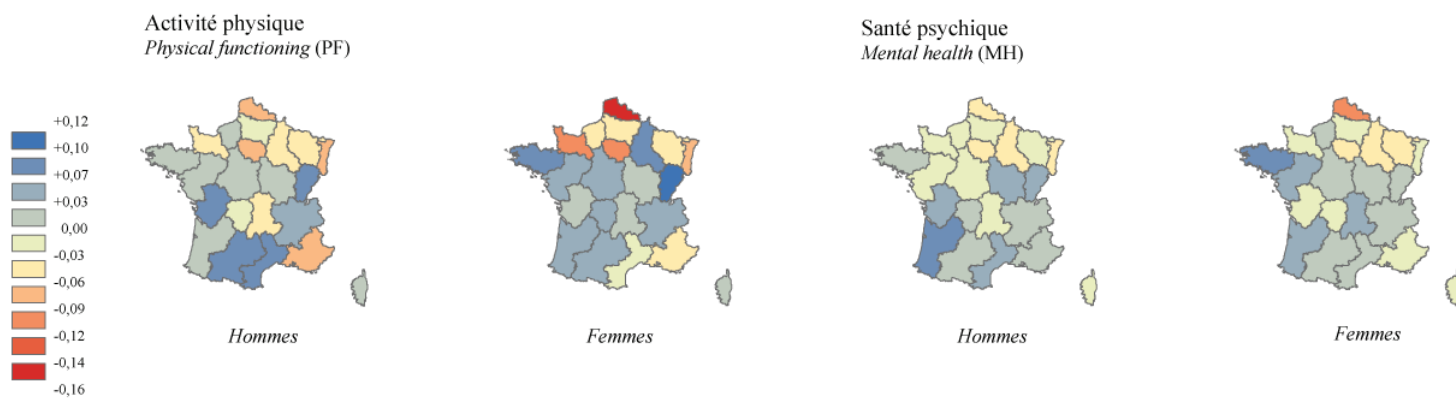 Activité physique
Physical functioning (PF)
Santé psychique
Mental health (MH)
+0,12
+0,10
+0,07
+0,03
0,00
-0,03
-0,06
-0,09
-0,12
-0,14
-0,16
Hommes
Femmes
Hommes
Femmes